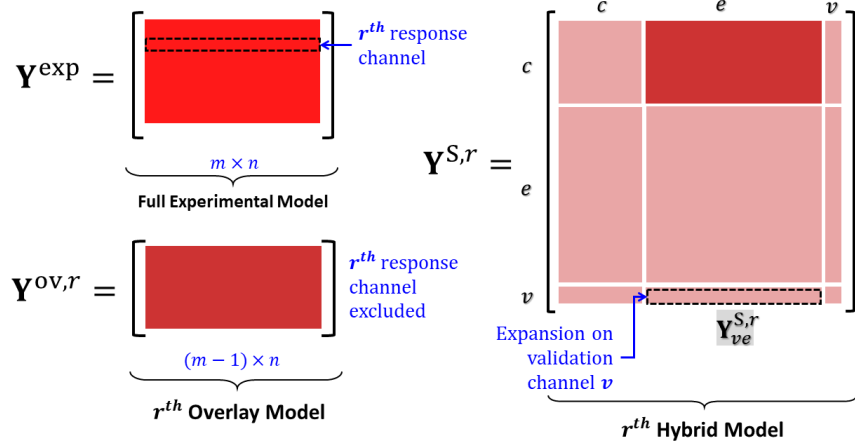 Y^exp =
r^th response
channel
m × n
Full Experimental Model
Y^ov,r =
r^th response
channel
excluded
(m − 1) × n
r^th Overlay Model
c e v
Y^S,r =
c
e
v
Expansion on
validation
channel v
Y_ve^S,r
r^th Hybrid Model